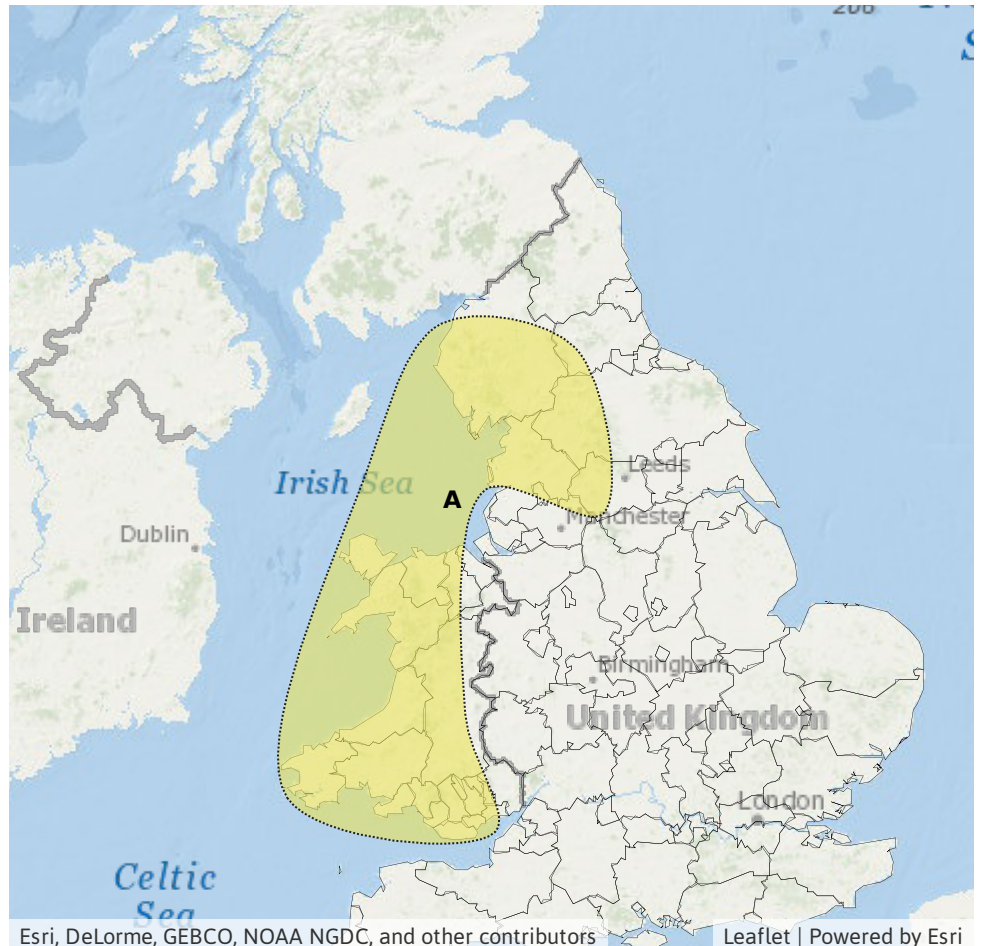 206
Irish Sea
A
Leeds
Manchester
Dublin
Ireland
Birmingham
United Kingdom
London
Celtic
Sea
Esri, DeLorme, GEBCO, NOAA NGDC, and other contributors
Leaflet | Powered by Esri